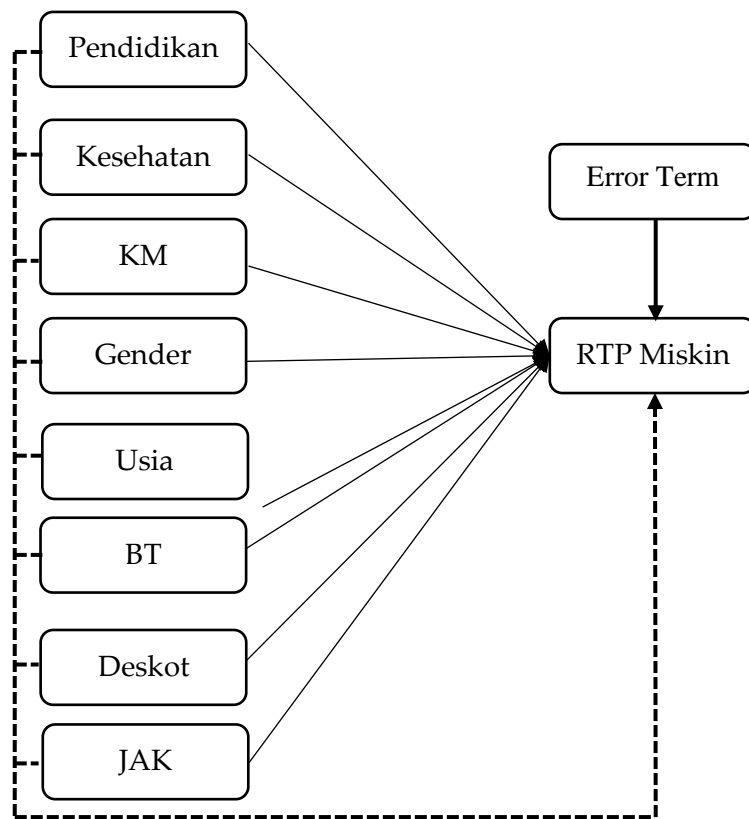 Pendidikan
Kesehatan
KM
Gender
Usia
BT
Deskot
JAK
Error Term
RTP Miskin